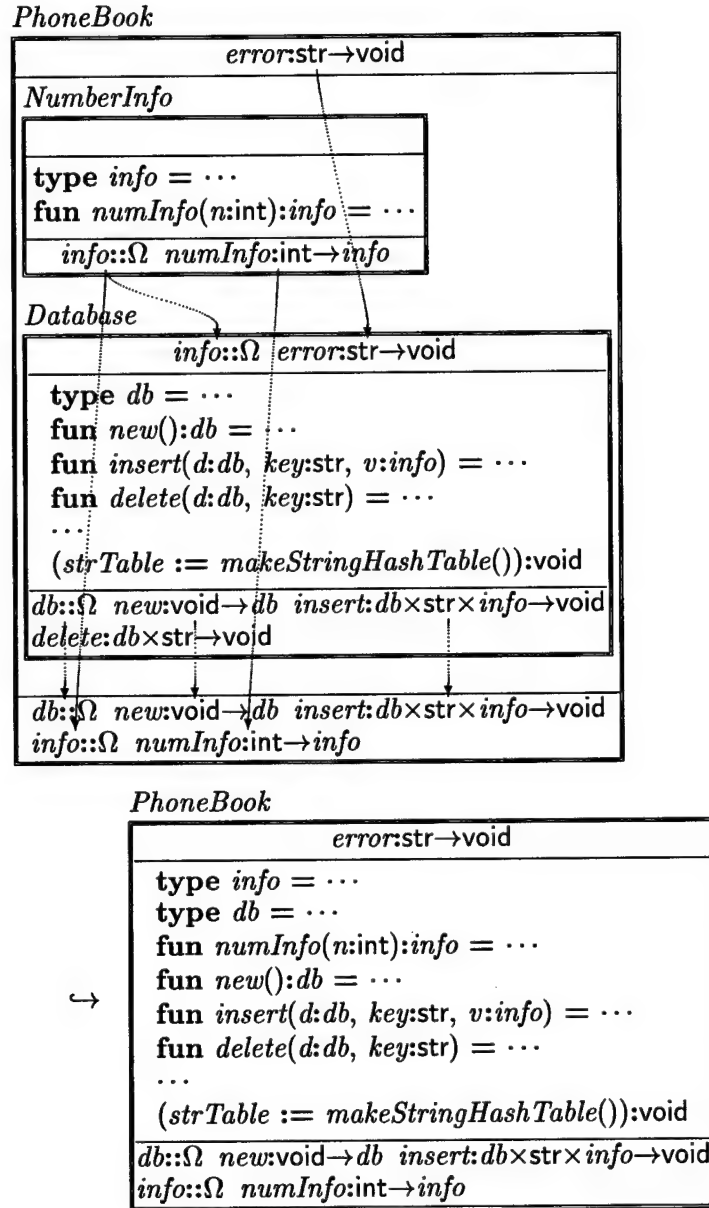 PhoneBook
error:str→void
NumberInfo
type info = ⋯
fun numInfo(n:int):info = ⋯
info::Ω numInfo:int→info
Database
info::Ω error:str→void
type db = ⋯
fun new():db = ⋯
fun insert(d:db, key:str, v:info) = ⋯
fun delete(d:db, key:str) = ⋯
⋯
(strTable := makeStringHashTable()):void
db::Ω new:void→db insert:db×str×info→void
delete:db×str→void
db::Ω new:void→db insert:db×str×info→void
info::Ω numInfo:int→info
PhoneBook
error:str→void
type info = ⋯
type db = ⋯
fun numInfo(n:int):info = ⋯
↪ fun new():db = ⋯
fun insert(d:db, key:str, v:info) = ⋯
fun delete(d:db, key:str) = ⋯
⋯
(strTable := makeStringHashTable()):void
db::Ω new:void→db insert:db×str×info→void
info::Ω numInfo:int→info